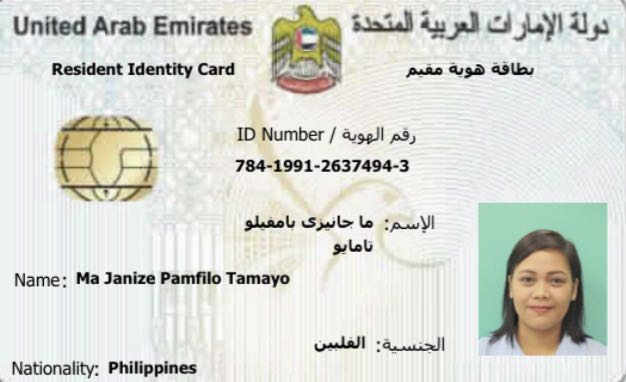 United Arab Emirates دولة الإمارات العربية المتحدة
Resident Identity Card بطاقة هوية مقيم
ID Number / رقم الهوية
784-1991-2637494-3
الإسم: ما جانيزى بامفيلو
تامايو
Name: Ma Janize Pamfilo Tamayo
الجنسية: الفلبين
Nationality: Philippines